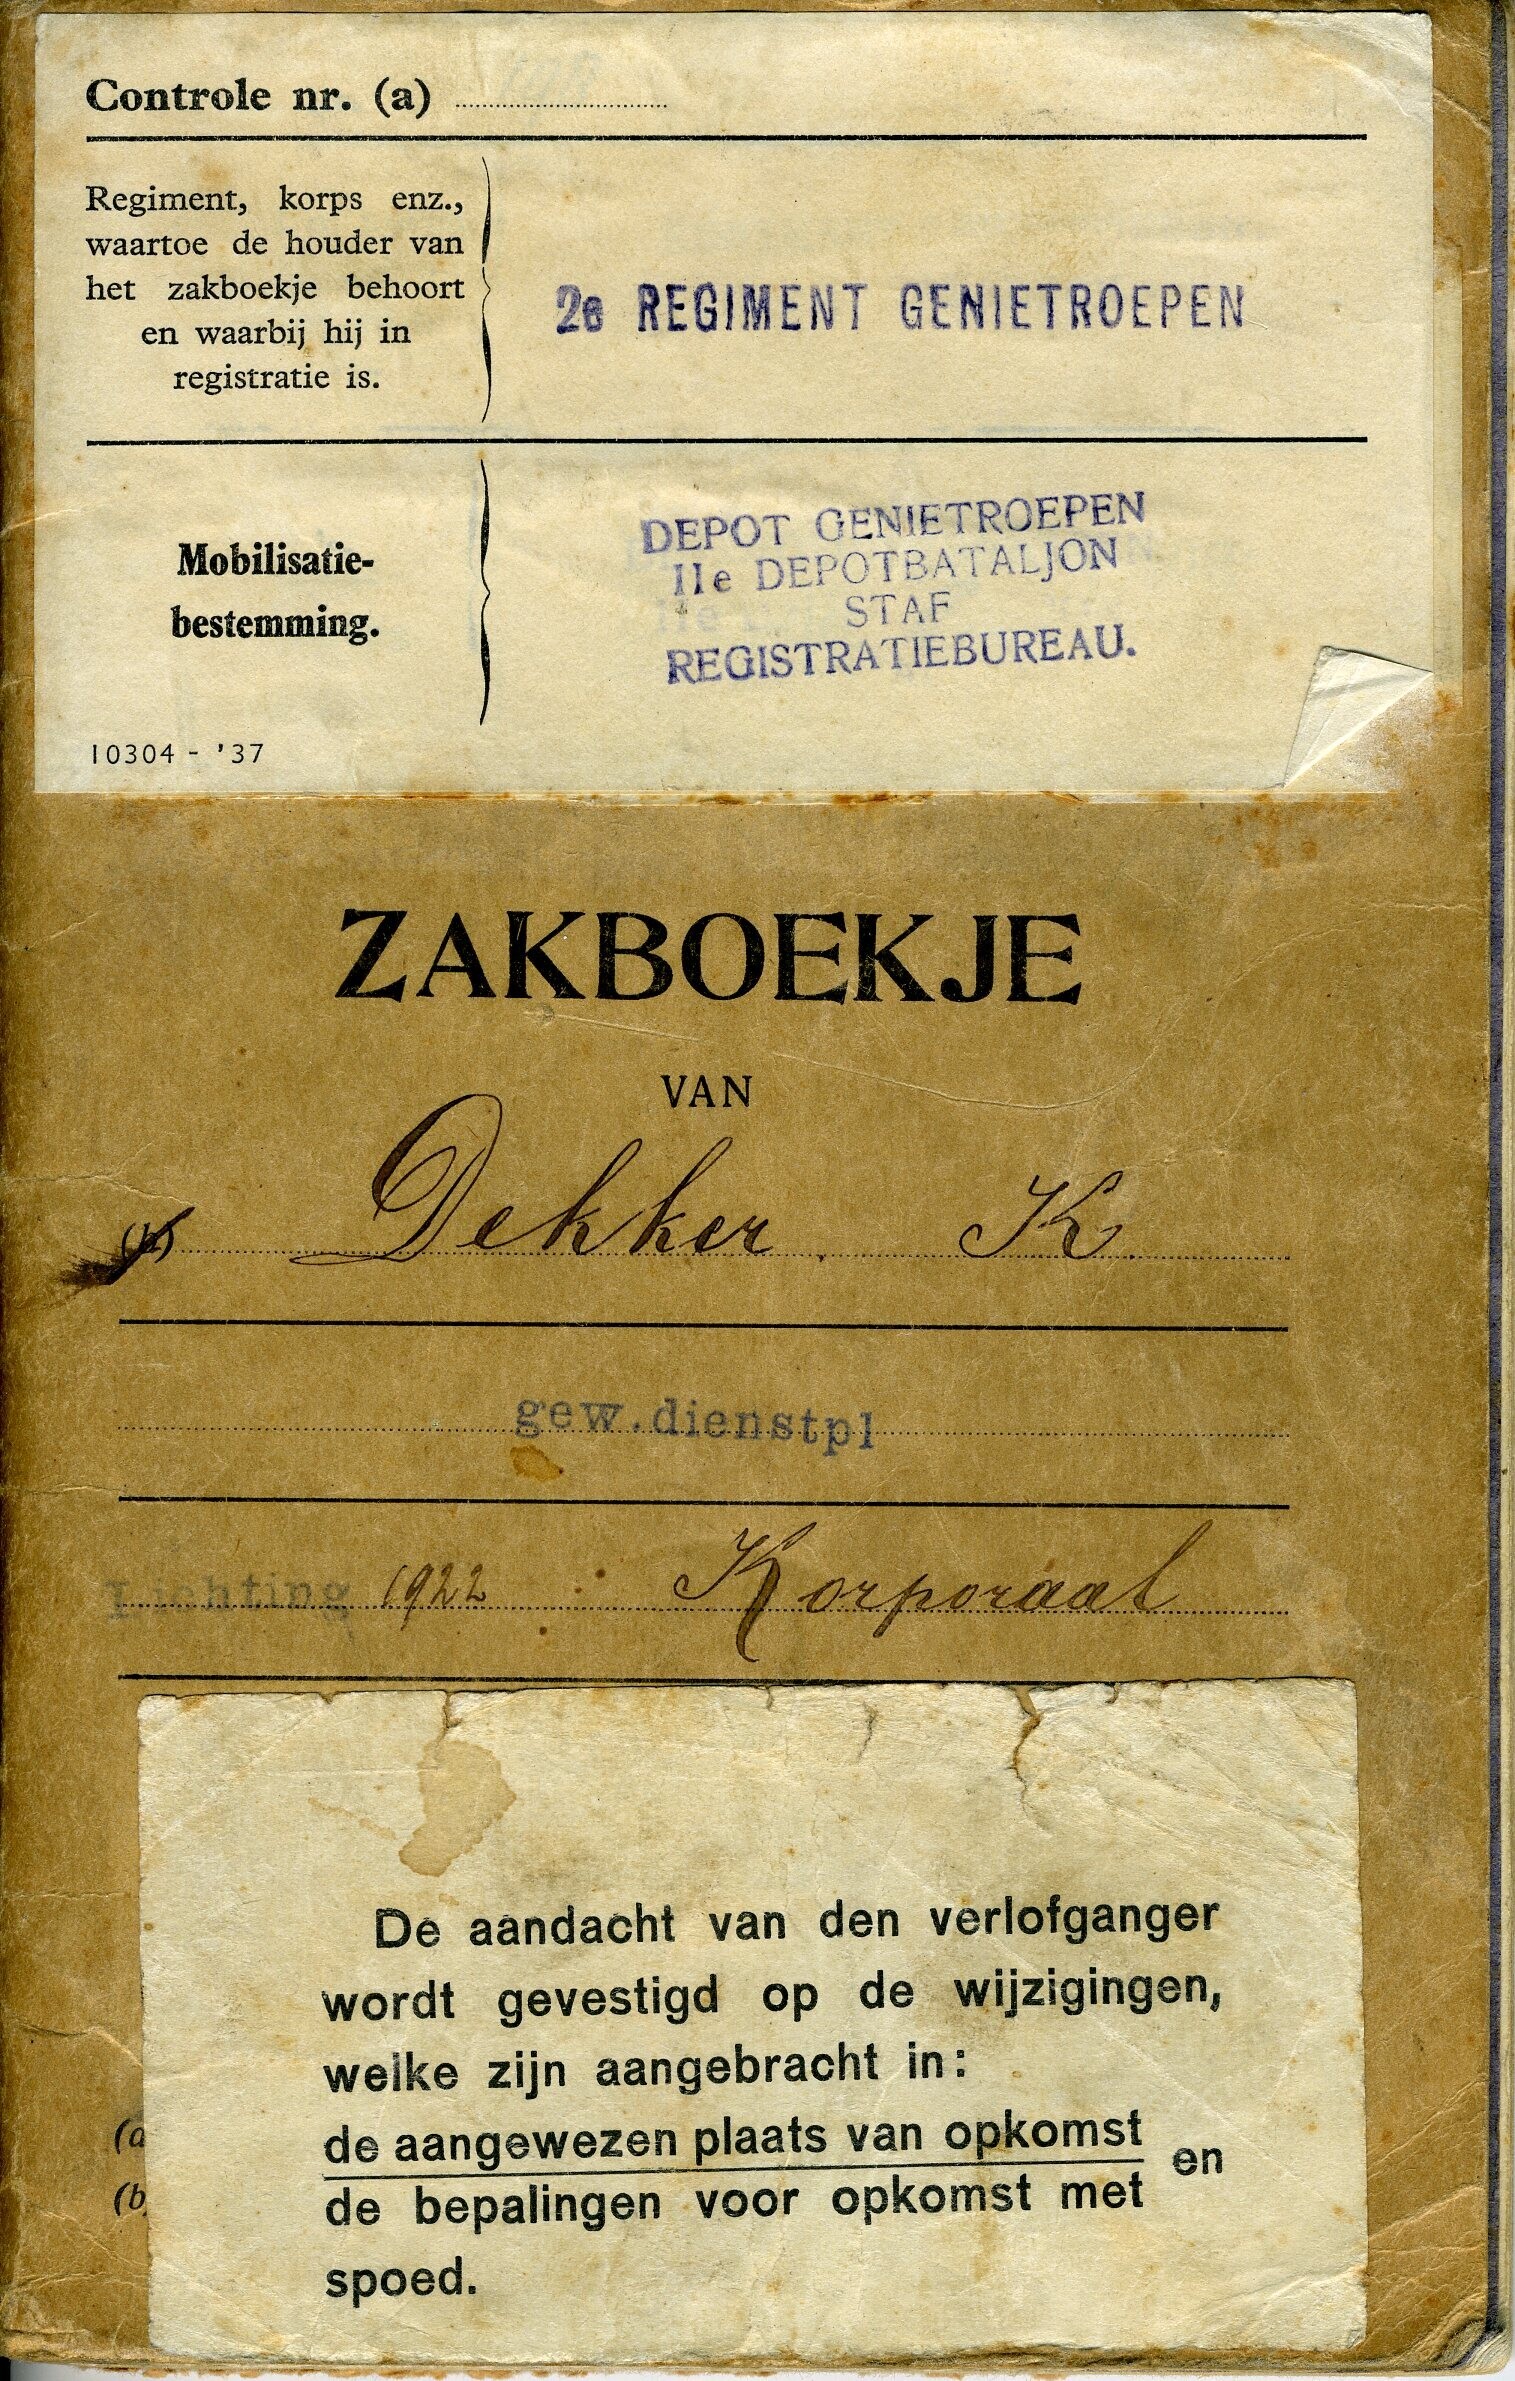 Controle nr. (a)
Regiment, korps enz.,
waartoe de houder van
het zakboekje behoort
en waarbij hij in
registratie is.
2e REGIMENT GENIETROEPEN
Mobilisatie-
bestemming.
DEPOT GENIETROEPEN
IIe DEPOTBATALJON
STAF
REGISTRATIEBUREAU.
10304 - '37
ZAKBOEKJE
VAN
(b) Dekker. K.
gew.dienstpl
Lichting 1922 Korporaal
De aandacht van den verlofganger
wordt gevestigd op de wijzigingen,
welke zijn aangebracht in:
de aangewezen plaats van opkomst en
de bepalingen voor opkomst met
spoed.
(a
(b